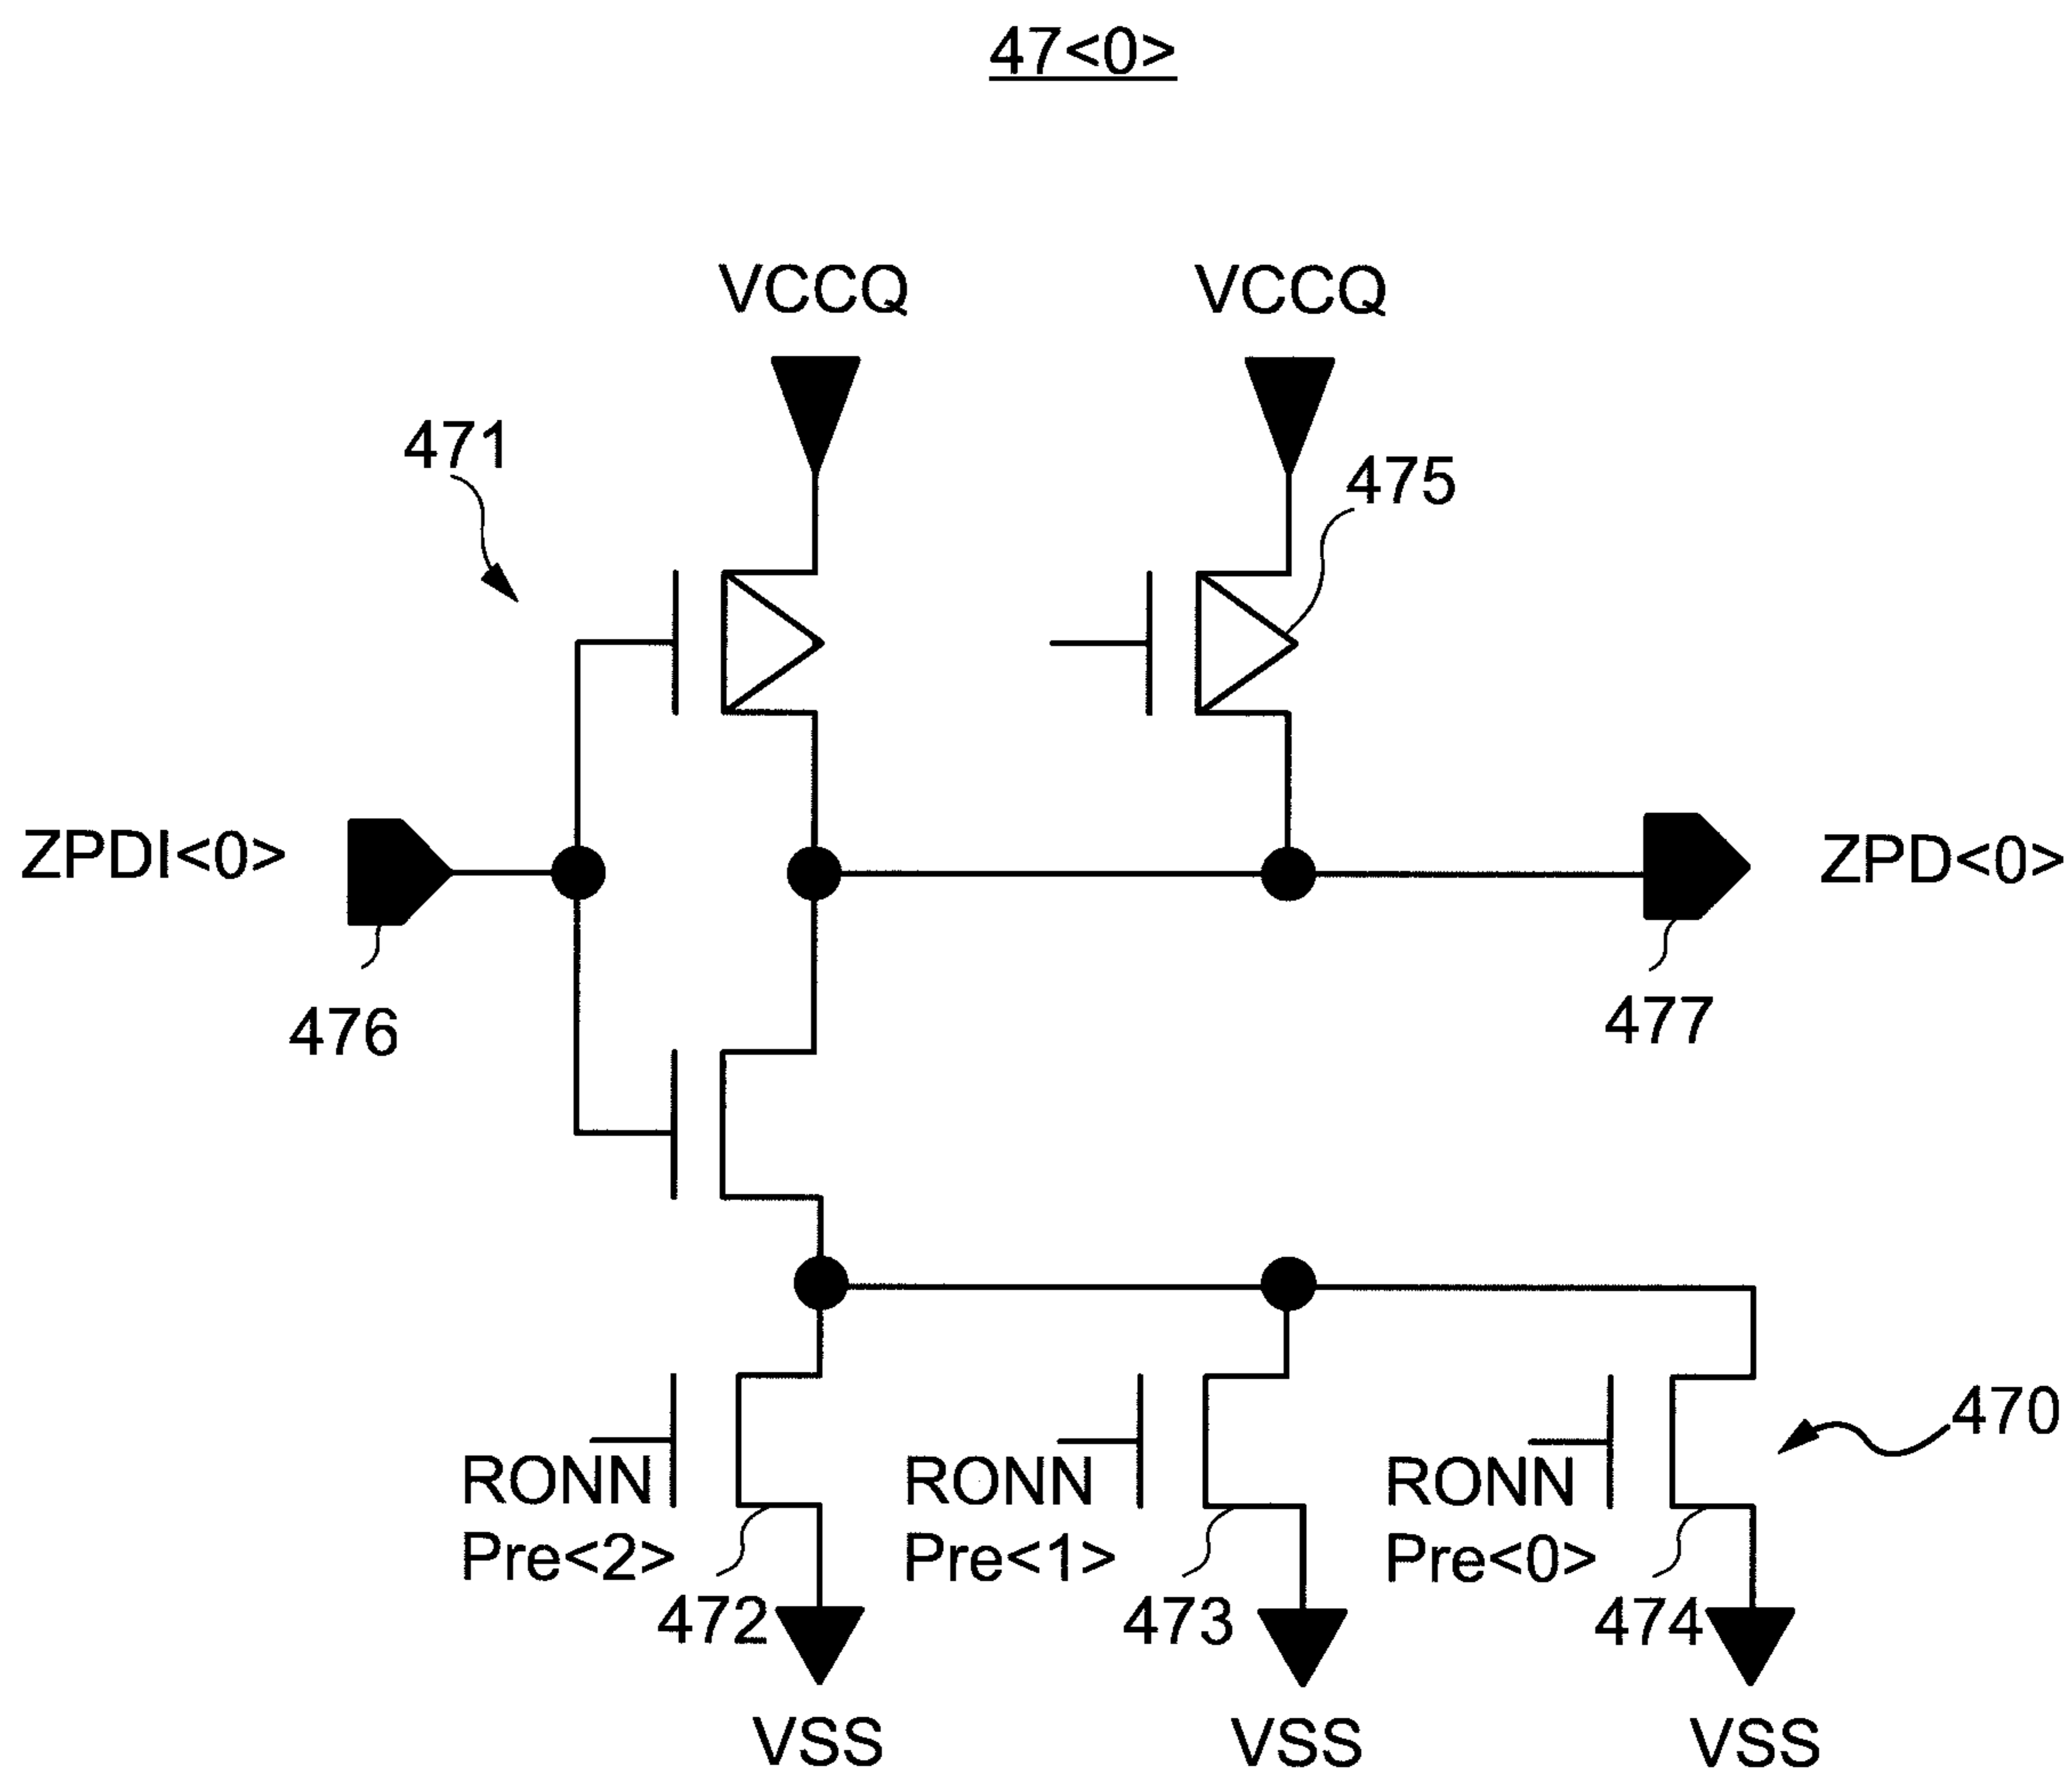 47<0>
VCCQ
VCCQ
471
475
ZPDI<0>
ZPD<0>
476
477
470
RONN
Pre<2>
RONN
Pre<1>
RONN
Pre<0>
472
473
474
VSS
VSS
VSS